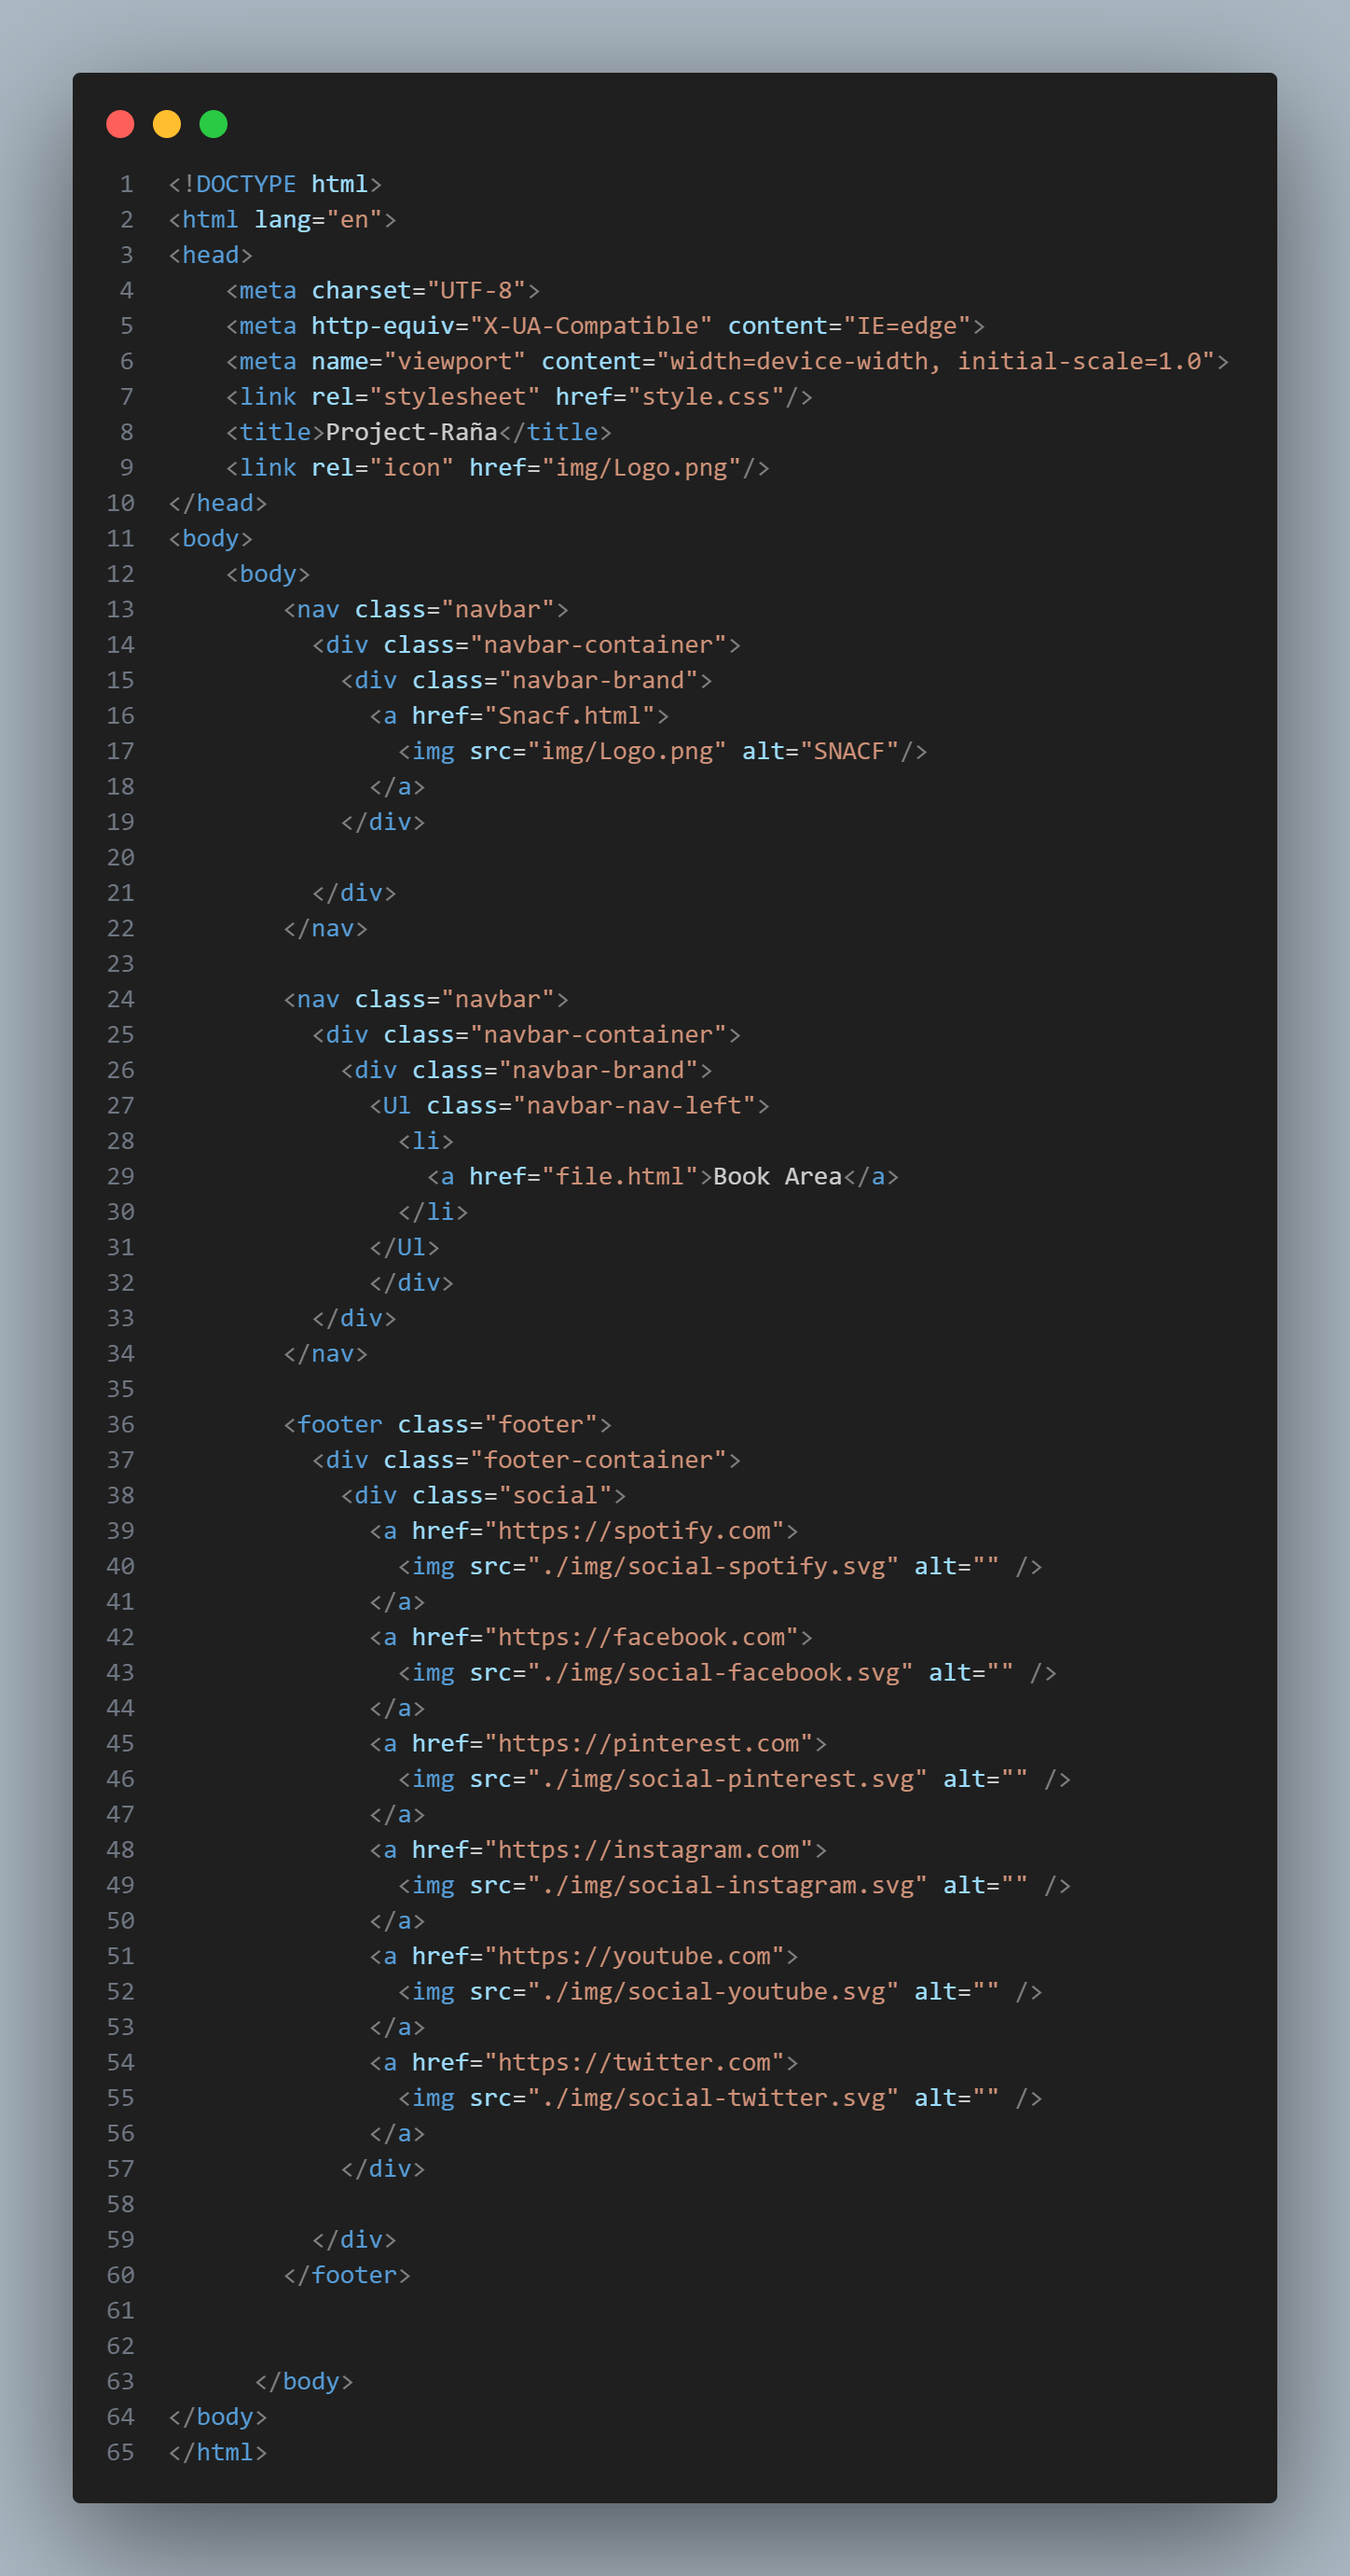 1 <!DOCTYPE html>
2 <html lang="en">
3 <head>
4     <meta charset="UTF-8">
5     <meta http-equiv="X-UA-Compatible" content="IE=edge">
6     <meta name="viewport" content="width=device-width, initial-scale=1.0">
7     <link rel="stylesheet" href="style.css"/>
8     <title>Project-Raña</title>
9     <link rel="icon" href="img/Logo.png"/>
10 </head>
11 <body>
12     <body>
13         <nav class="navbar">
14           <div class="navbar-container">
15             <div class="navbar-brand">
16               <a href="Snacf.html">
17                 <img src="img/Logo.png" alt="SNACF"/>
18               </a>
19             </div>
20
21           </div>
22         </nav>
23
24         <nav class="navbar">
25           <div class="navbar-container">
26             <div class="navbar-brand">
27               <Ul class="navbar-nav-left">
28                 <li>
29                   <a href="file.html">Book Area</a>
30                 </li>
31               </Ul>
32               </div>
33           </div>
34         </nav>
35
36         <footer class="footer">
37           <div class="footer-container">
38             <div class="social">
39               <a href="https://spotify.com">
40                 <img src="./img/social-spotify.svg" alt="" />
41               </a>
42               <a href="https://facebook.com">
43                 <img src="./img/social-facebook.svg" alt="" />
44               </a>
45               <a href="https://pinterest.com">
46                 <img src="./img/social-pinterest.svg" alt="" />
47               </a>
48               <a href="https://instagram.com">
49                 <img src="./img/social-instagram.svg" alt="" />
50               </a>
51               <a href="https://youtube.com">
52                 <img src="./img/social-youtube.svg" alt="" />
53               </a>
54               <a href="https://twitter.com">
55                 <img src="./img/social-twitter.svg" alt="" />
56               </a>
57             </div>
58
59           </div>
60         </footer>
61
62
63       </body>
64 </body>
65 </html>